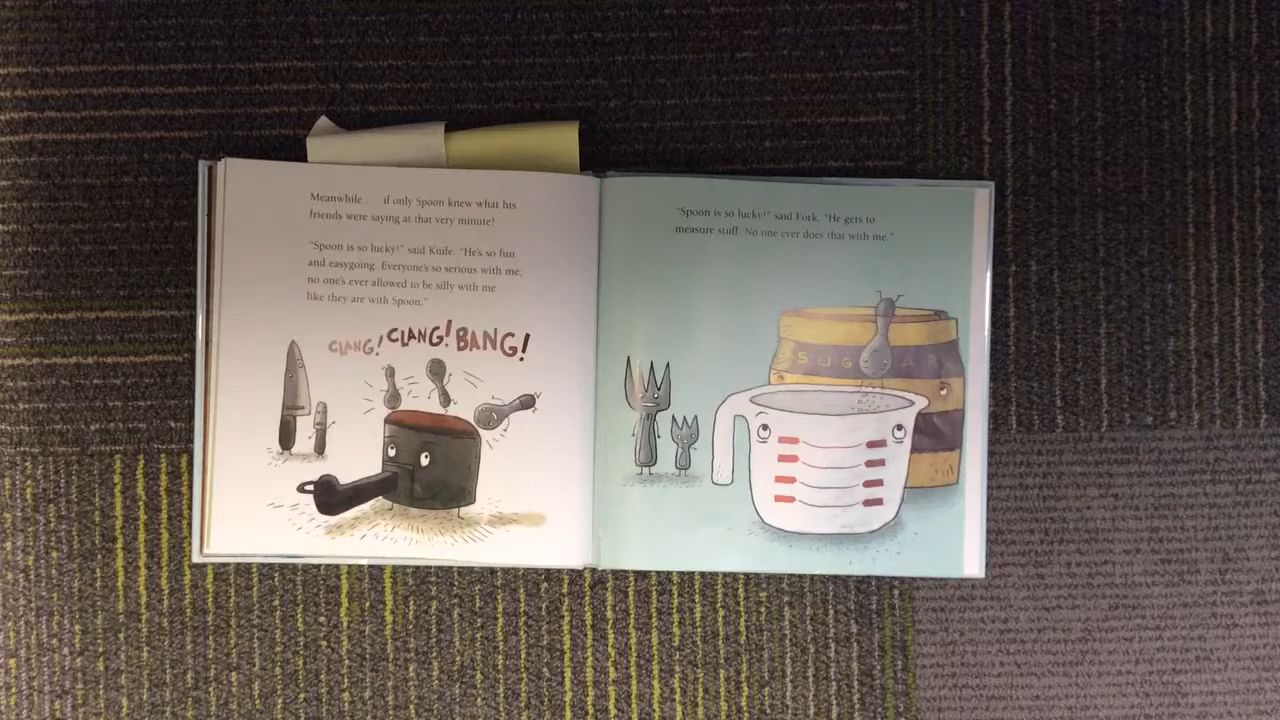 Meanwhile . . . if only Spoon knew what his
friends were saying at that very minute!
"Spoon is so lucky!" said Knife. "He's so fun
and easygoing. Everyone's so serious with me;
no one's ever allowed to be silly with me
like they are with Spoon."
CLANG! CLANG! BANG!
"Spoon is so lucky!" said Fork. "He gets to
measure stuff. No one ever does that with me."
SUGAR